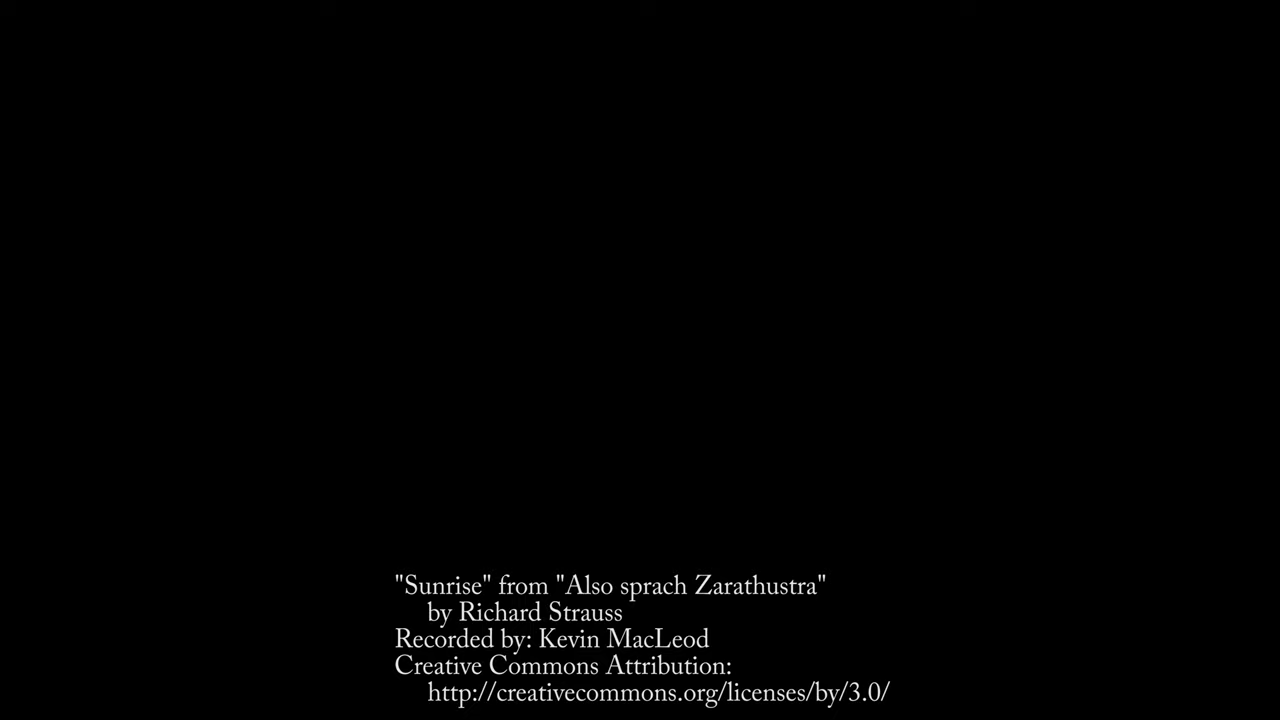 "Sunrise" from "Also sprach Zarathustra"
by Richard Strauss
Recorded by: Kevin MacLeod
Creative Commons Attribution:
http://creativecommons.org/licenses/by/3.0/